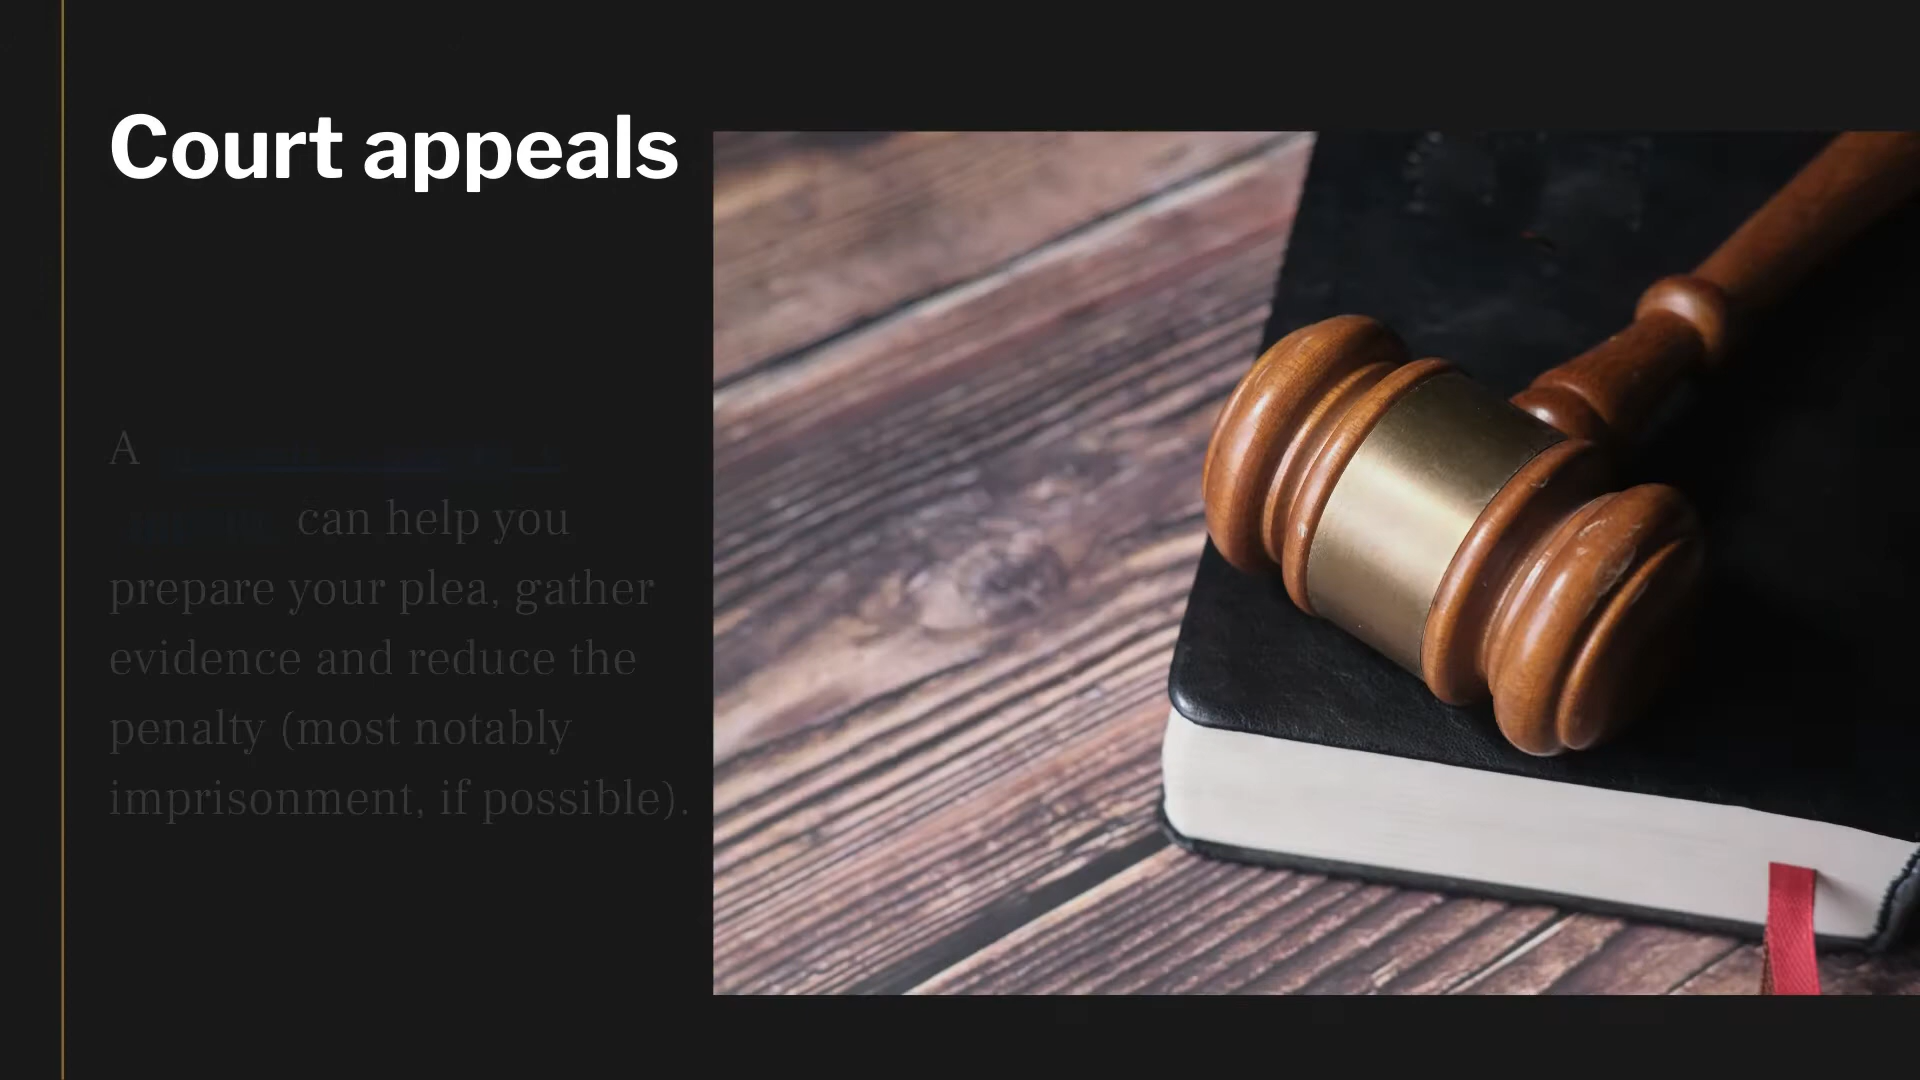 Court appeals
A
can help you
prepare your plea, gather
evidence and reduce the
penalty (most notably
imprisonment, if possible).